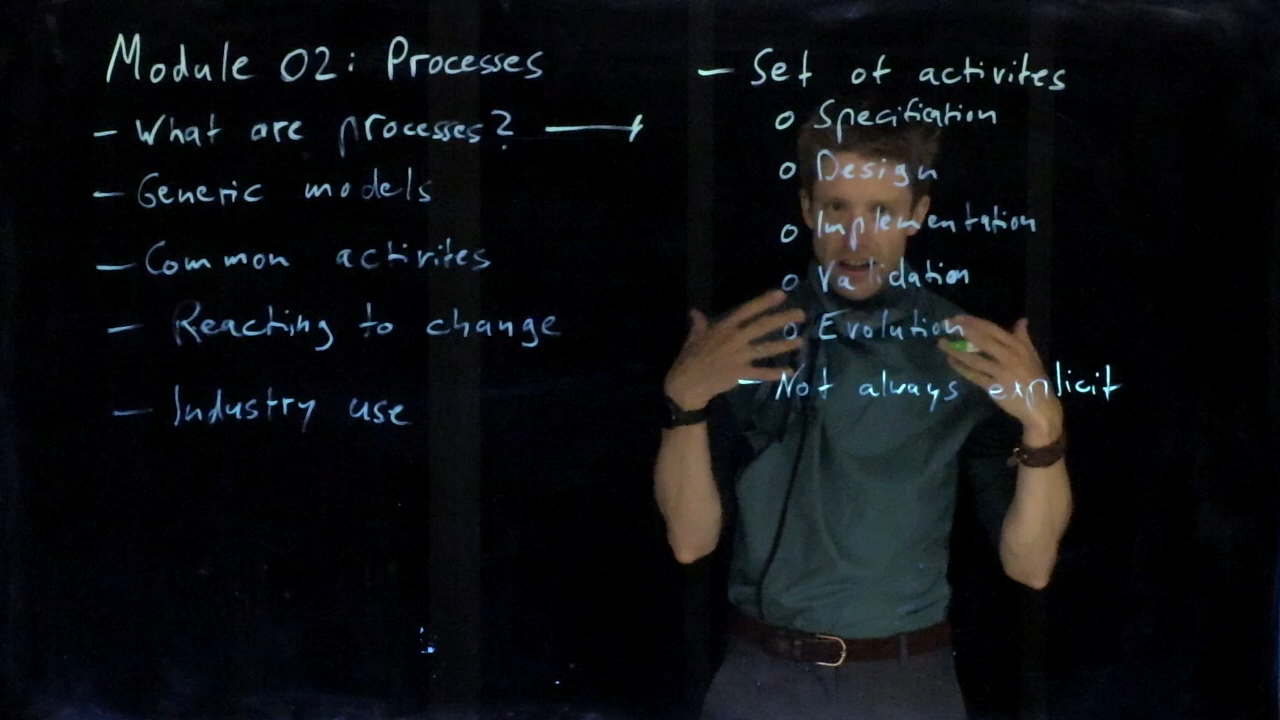 Module 02: Processes
- What are processes? →
- Generic models
- Common activites
- Reacting to change
- Industry use
- Set of activites
o Specification
o Design
o Implementation
o Validation
o Evolution
- Not always explicit